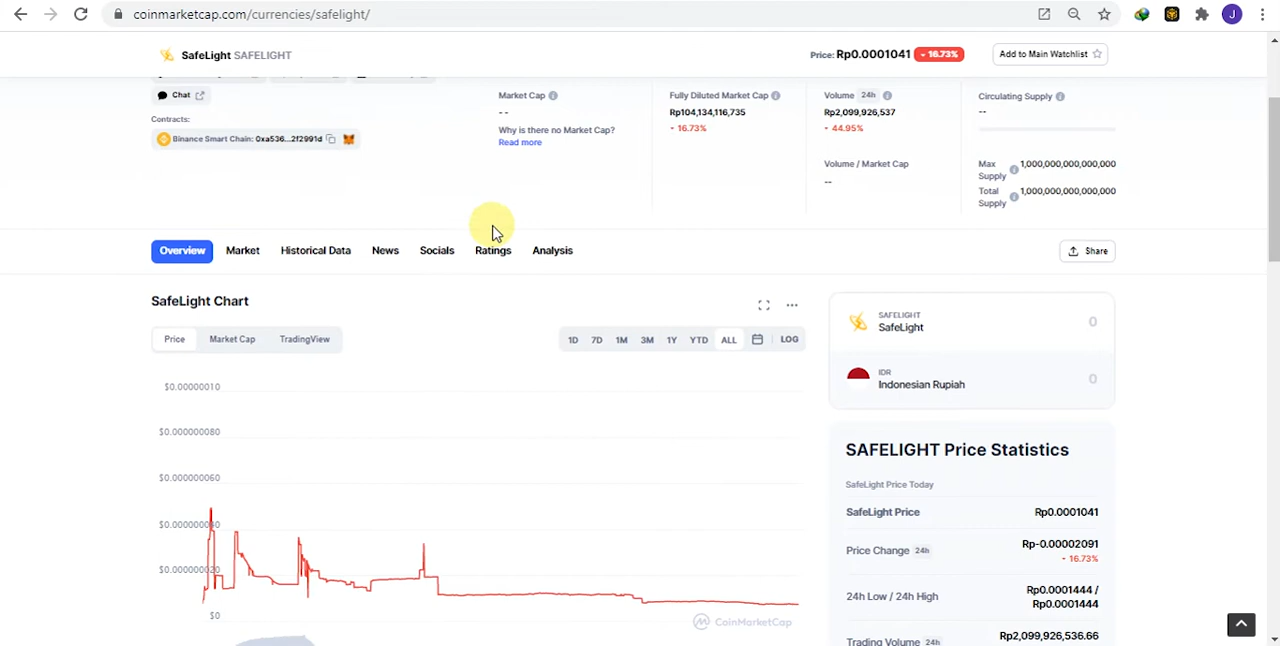 coinmarketcap.com/currencies/safelight/
J
SafeLight SAFELIGHT
Price: Rp0.0001041 16.73%
Add to Main Watchlist
Chat
Contracts:
Binance Smart Chain: 0xa536...2f2991d
Market Cap
- -
Why is there no Market Cap?
Read more
Fully Diluted Market Cap
Rp104,134,116,735
16.73%
Volume 24h
Rp2,099,926,537
44.95%
Volume / Market Cap
--
Circulating Supply
--
Max Supply 1,000,000,000,000,000
Total Supply 1,000,000,000,000,000
Overview Market Historical Data News Socials Ratings Analysis
Share
SafeLight Chart
Price Market Cap TradingView
1D 7D 1M 3M 1Y YTD ALL LOG
$0.00000010
$0.000000080
$0.000000060
$0.000000040
$0.000000020
$0
CoinMarketCap
SAFELIGHT
SafeLight
0
IDR
Indonesian Rupiah
0
SAFELIGHT Price Statistics
SafeLight Price Today
SafeLight Price Rp0.0001041
Price Change 24h Rp-0.00002091
16.73%
24h Low / 24h High Rp0.0001444 /
Rp0.0001444
Trading Volume 24h Rp2,099,926,536.66